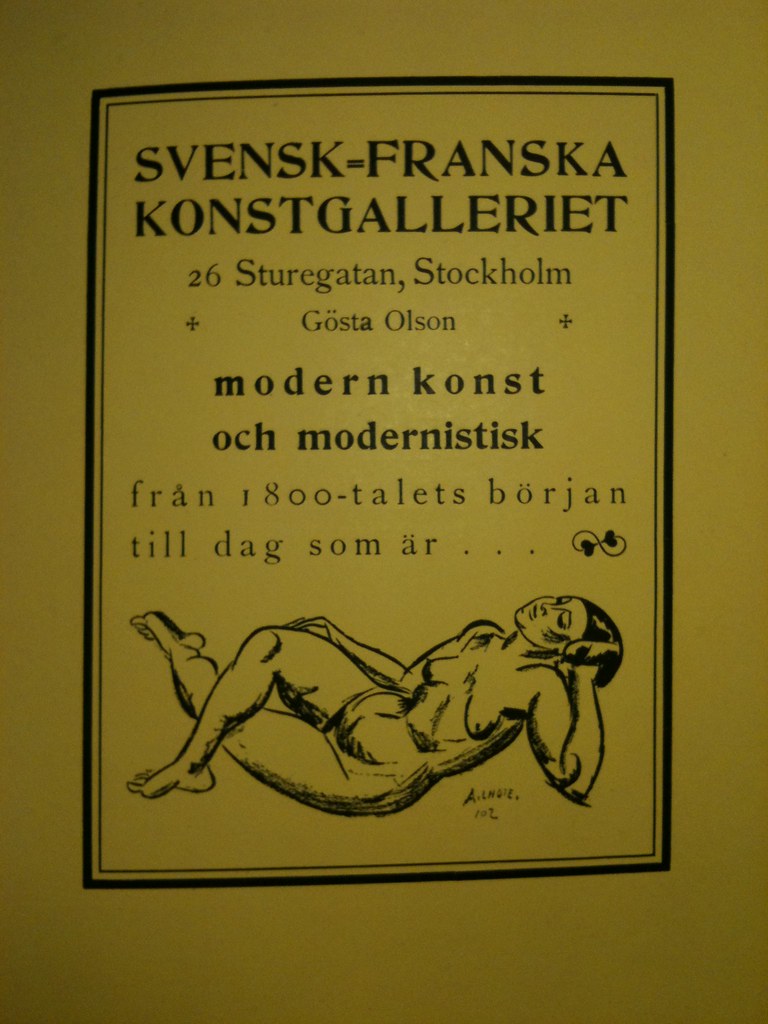 SVENSK=FRANSKA
KONSTGALLERIET
26 Sturegatan, Stockholm
Gösta Olson
modern konst
och modernistisk
från 1800-talets början
till dag som är . . .